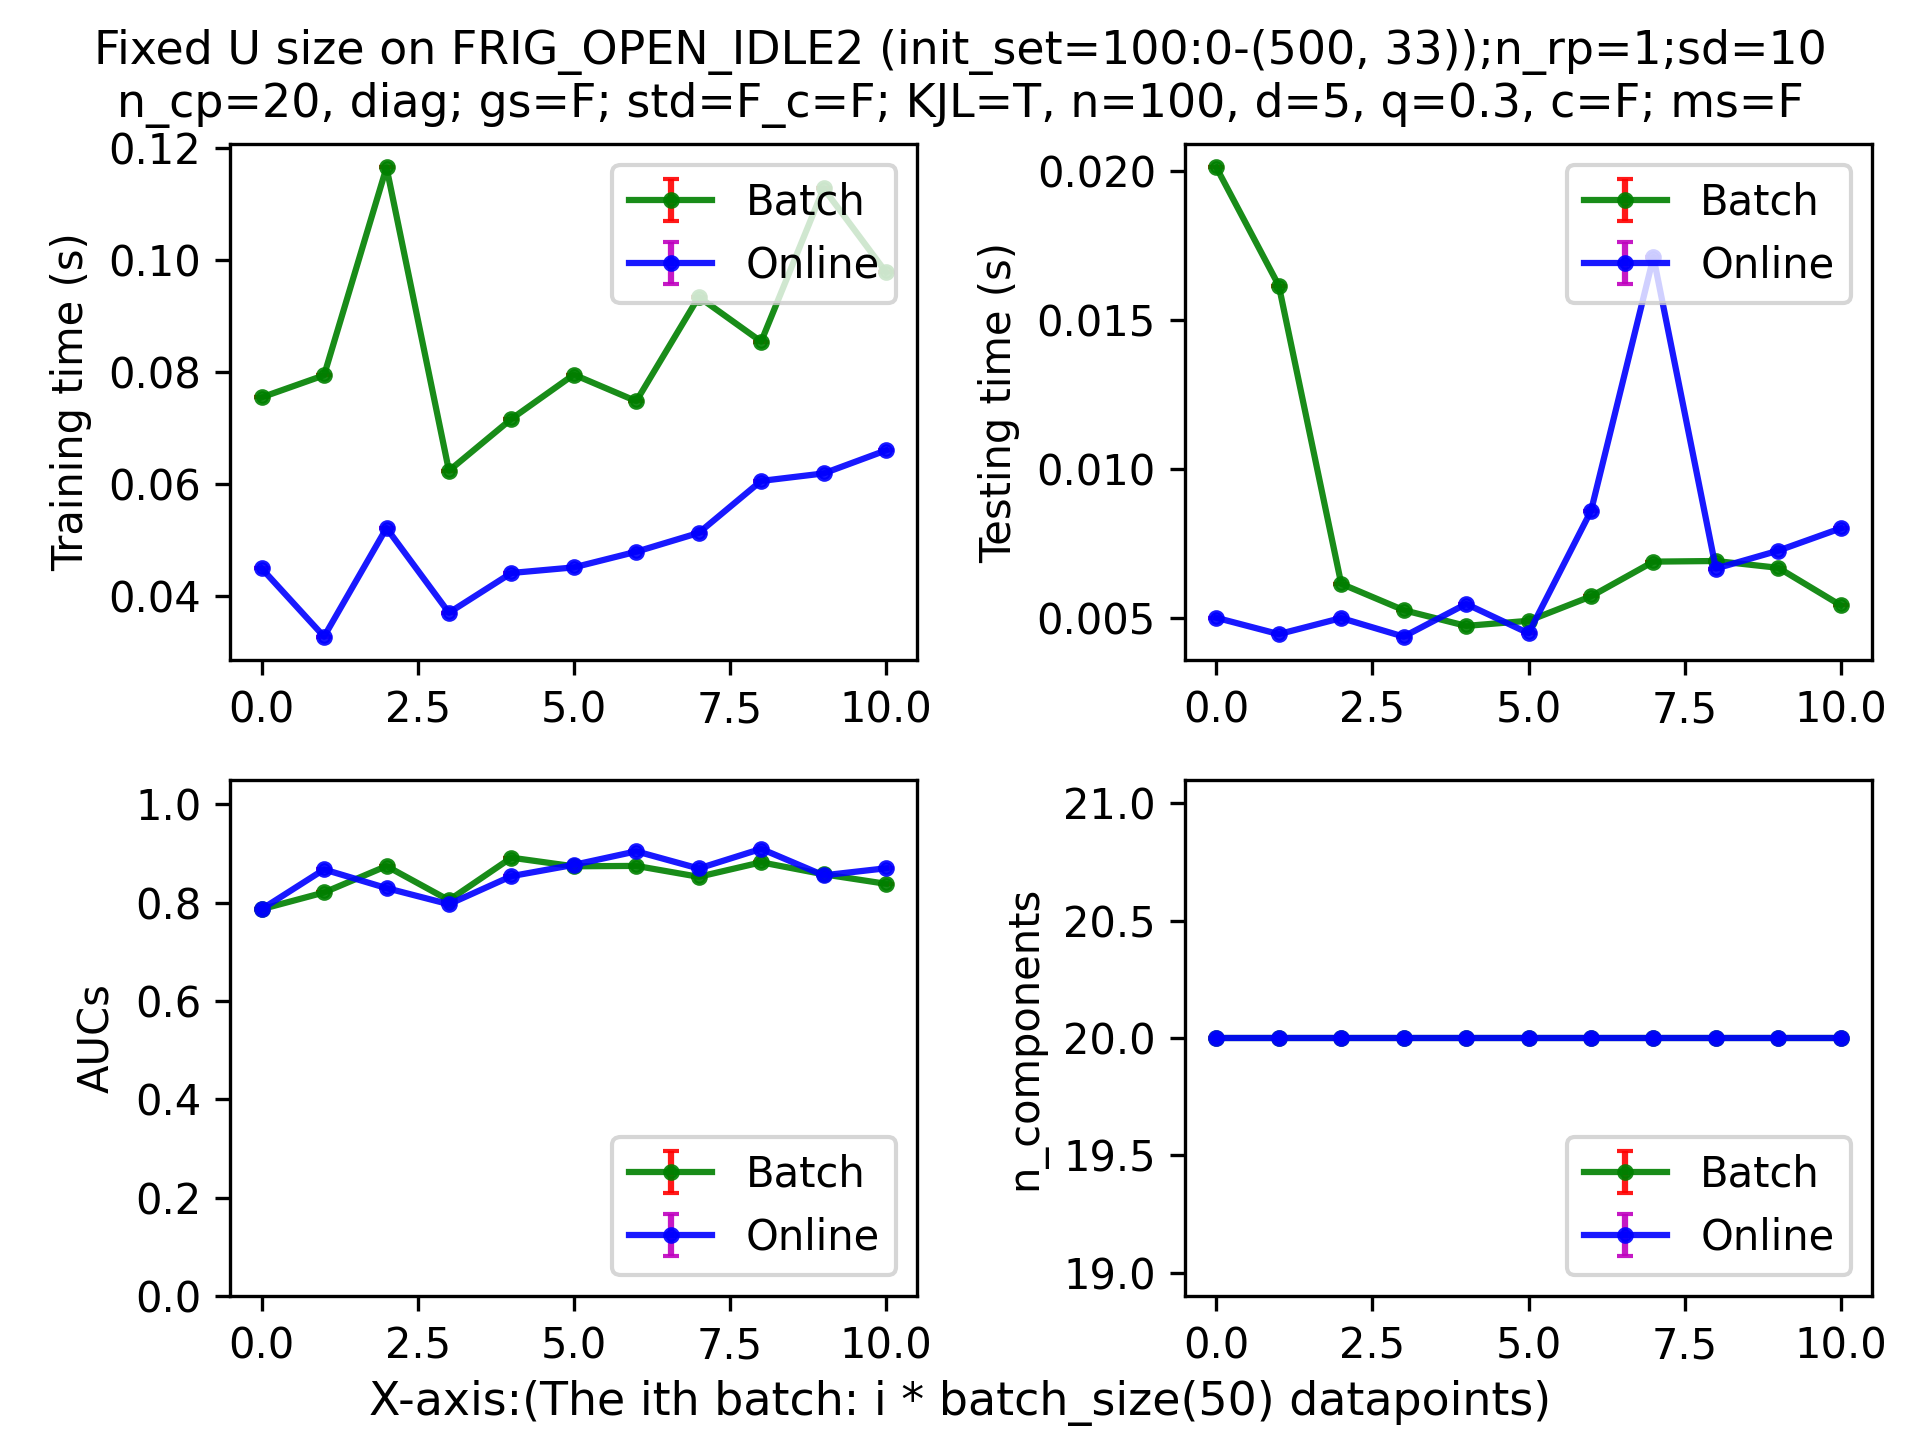 Fixed U size on FRIG_OPEN_IDLE2 (init_set=100:0-(500, 33));n_rp=1;sd=10
n_cp=20, diag; gs=F; std=F_c=F; KJL=T, n=100, d=5, q=0.3, c=F; ms=F
Training time (s)
0.12
0.10
0.08
0.06
0.04
0.0 2.5 5.0 7.5 10.0
Batch
Online
Testing time (s)
0.020
0.015
0.010
0.005
0.0 2.5 5.0 7.5 10.0
Batch
Online
AUCs
1.0
0.8
0.6
0.4
0.2
0.0
0.0 2.5 5.0 7.5 10.0
Batch
Online
n_components
21.0
20.5
20.0
19.5
19.0
0.0 2.5 5.0 7.5 10.0
Batch
Online
X-axis:(The ith batch: i * batch_size(50) datapoints)